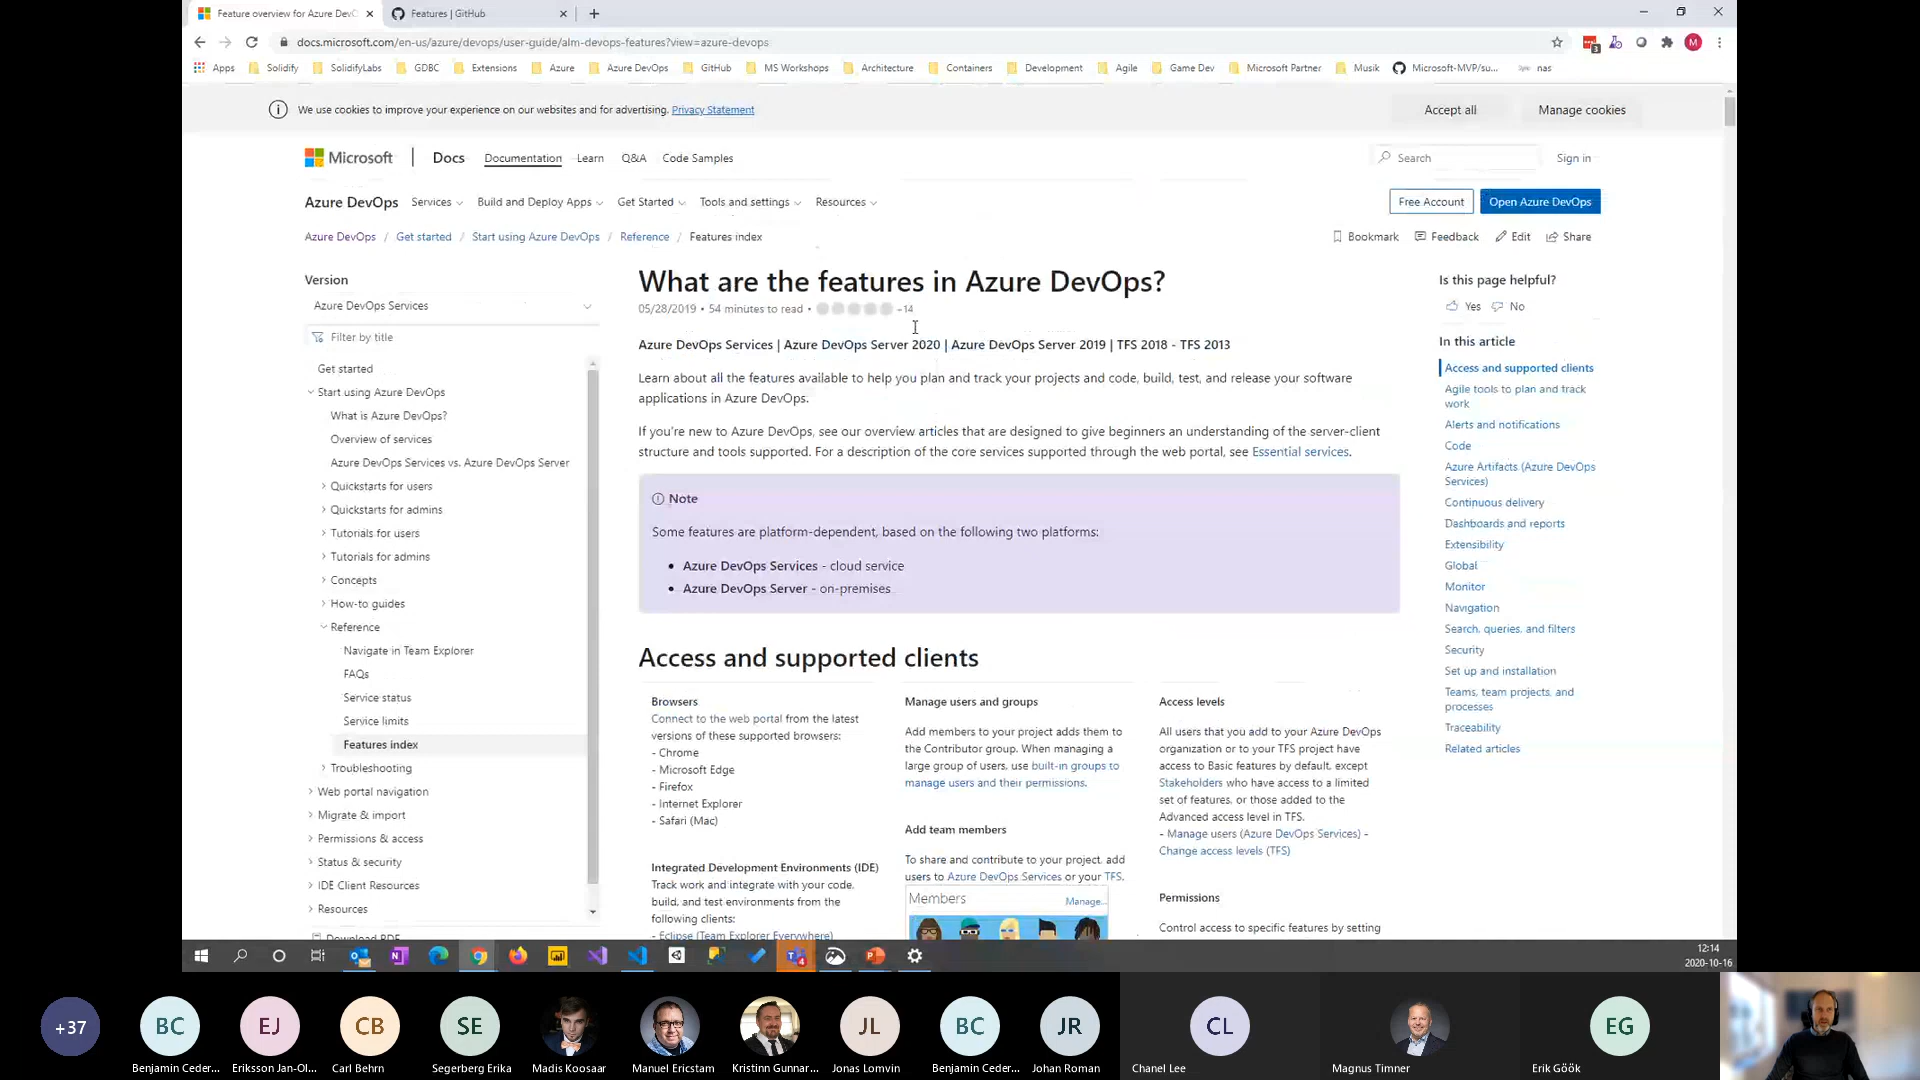 Feature overview for Azure DevO
Features | GitHub
docs.microsoft.com/en-us/azure/devops/user-guide/alm-devops-features?view=azure-devops
M
Apps
Solidify
SolidifyLabs
GDBC
Extensions
Azure
Azure DevOps
GitHub
MS Workshops
Architecture
Containers
Development
Agile
Game Dev
Microsoft Partner
Musik
Microsoft-MVP/su...
nas
We use cookies to improve your experience on our websites and for advertising. Privacy Statement
Accept all
Manage cookies
Microsoft
Docs
Documentation
Learn
Q&A
Code Samples
Search
Sign in
Azure DevOps
Services
Build and Deploy Apps
Get Started
Tools and settings
Resources
Free Account
Open Azure DevOps
Azure DevOps / Get started / Start using Azure DevOps / Reference / Features index
Bookmark
Feedback
Edit
Share
Version
Azure DevOps Services
Filter by title
Get started
Start using Azure DevOps
What is Azure DevOps?
Overview of services
Azure DevOps Services vs. Azure DevOps Server
Quickstarts for users
Quickstarts for admins
Tutorials for users
Tutorials for admins
Concepts
How-to guides
Reference
Navigate in Team Explorer
FAQs
Service status
Service limits
Features index
Troubleshooting
Web portal navigation
Migrate & import
Permissions & access
Status & security
IDE Client Resources
Resources
Download PDF
What are the features in Azure DevOps?
05/28/2019 • 54 minutes to read • +14
Azure DevOps Services | Azure DevOps Server 2020 | Azure DevOps Server 2019 | TFS 2018 - TFS 2013
Learn about all the features available to help you plan and track your projects and code, build, test, and release your software
applications in Azure DevOps.
If you're new to Azure DevOps, see our overview articles that are designed to give beginners an understanding of the server-client
structure and tools supported. For a description of the core services supported through the web portal, see Essential services.
Note
Some features are platform-dependent, based on the following two platforms:
• Azure DevOps Services - cloud service
• Azure DevOps Server - on-premises
Access and supported clients
Browsers
Connect to the web portal from the latest
versions of these supported browsers:
- Chrome
- Microsoft Edge
- Firefox
- Internet Explorer
- Safari (Mac)
Integrated Development Environments (IDE)
Track work and integrate with your code,
build, and test environments from the
following clients:
- Eclipse (Team Explorer Everywhere)
Manage users and groups
Add members to your project adds them to
the Contributor group. When managing a
large group of users, use built-in groups to
manage users and their permissions.
Add team members
To share and contribute to your project, add
users to Azure DevOps Services or your TFS.
Members
Manage...
Access levels
All users that you add to your Azure DevOps
organization or to your TFS project have
access to Basic features by default, except
Stakeholders who have access to a limited
set of features, or those added to the
Advanced access level in TFS.
- Manage users (Azure DevOps Services) -
Change access levels (TFS)
Permissions
Control access to specific features by setting
Is this page helpful?
Yes
No
In this article
Access and supported clients
Agile tools to plan and track
work
Alerts and notifications
Code
Azure Artifacts (Azure DevOps
Services)
Continuous delivery
Dashboards and reports
Extensibility
Global
Monitor
Navigation
Search, queries, and filters
Security
Set up and installation
Teams, team projects, and
processes
Traceability
Related articles
12:14
2020-10-16
+37
BC
EJ
CB
SE
JL
BC
JR
CL
EG
Benjamin Ceder...
Eriksson Jan-Ol...
Carl Behrn
Segerberg Erika
Madis Koosaar
Manuel Ericstam
Kristinn Gunnar...
Jonas Lomvin
Benjamin Ceder...
Johan Roman
Chanel Lee
Magnus Timner
Erik Göök